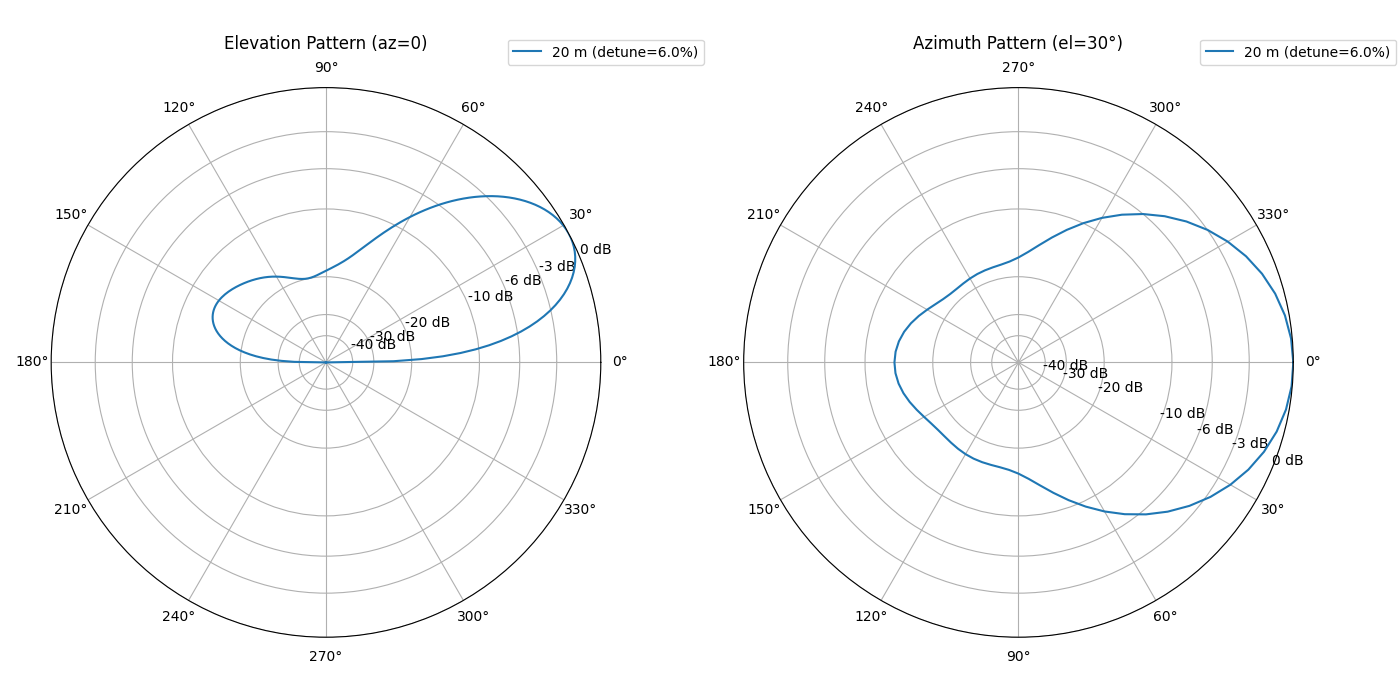 Elevation Pattern (az=0)
20 m (detune=6.0%)
90°
120°
60°
150°
30°
0 dB
-3 dB
-6 dB
-10 dB
-20 dB
-30 dB
-40 dB
180°
0°
210°
330°
240°
300°
270°
Azimuth Pattern (el=30°)
20 m (detune=6.0%)
270°
240°
300°
210°
330°
180°
0°
-40 dB
-30 dB
-20 dB
-10 dB
-6 dB
-3 dB
0 dB
150°
30°
120°
60°
90°